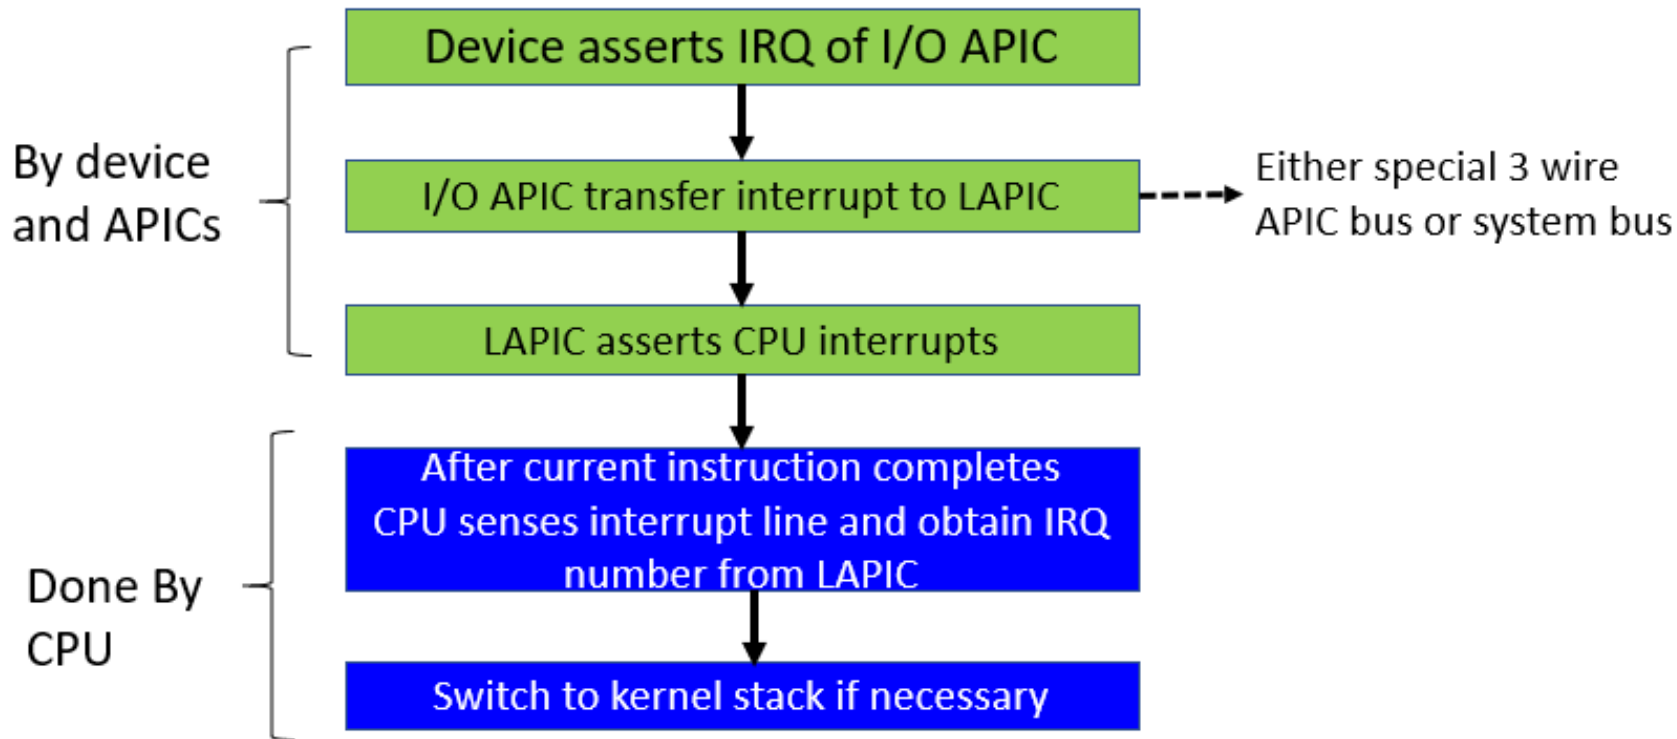 Device asserts IRQ of I/O APIC
By device
and APICs
I/O APIC transfer interrupt to LAPIC
Either special 3 wire
APIC bus or system bus
LAPIC asserts CPU interrupts
After current instruction completes
CPU senses interrupt line and obtain IRQ
number from LAPIC
Done By
CPU
Switch to kernel stack if necessary